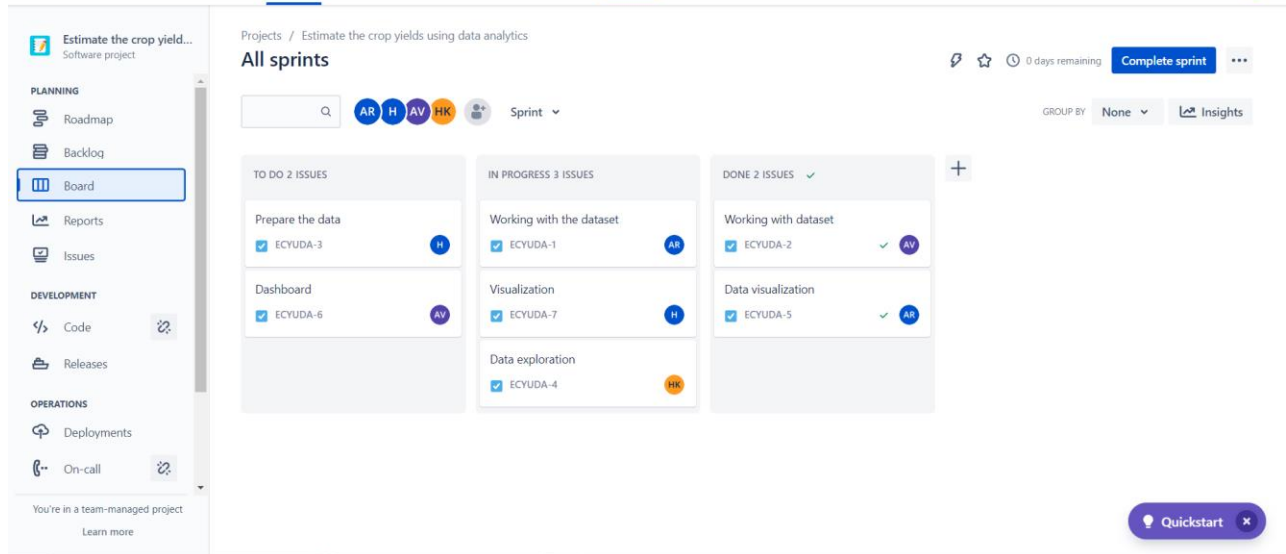 Estimate the crop yield...
Software project
PLANNING
Roadmap
Backlog
Board
Reports
Issues
DEVELOPMENT
Code
Releases
OPERATIONS
Deployments
On-call
You're in a team-managed project
Learn more
Projects / Estimate the crop yields using data analytics
All sprints
0 days remaining
Complete sprint
AR H AV HK
Sprint
GROUP BY None
Insights
TO DO 2 ISSUES
Prepare the data
ECYUDA-3 H
Dashboard
ECYUDA-6 AV
IN PROGRESS 3 ISSUES
Working with the dataset
ECYUDA-1 AR
Visualization
ECYUDA-7 H
Data exploration
ECYUDA-4 HK
DONE 2 ISSUES
Working with dataset
ECYUDA-2 AV
Data visualization
ECYUDA-5 AR
Quickstart